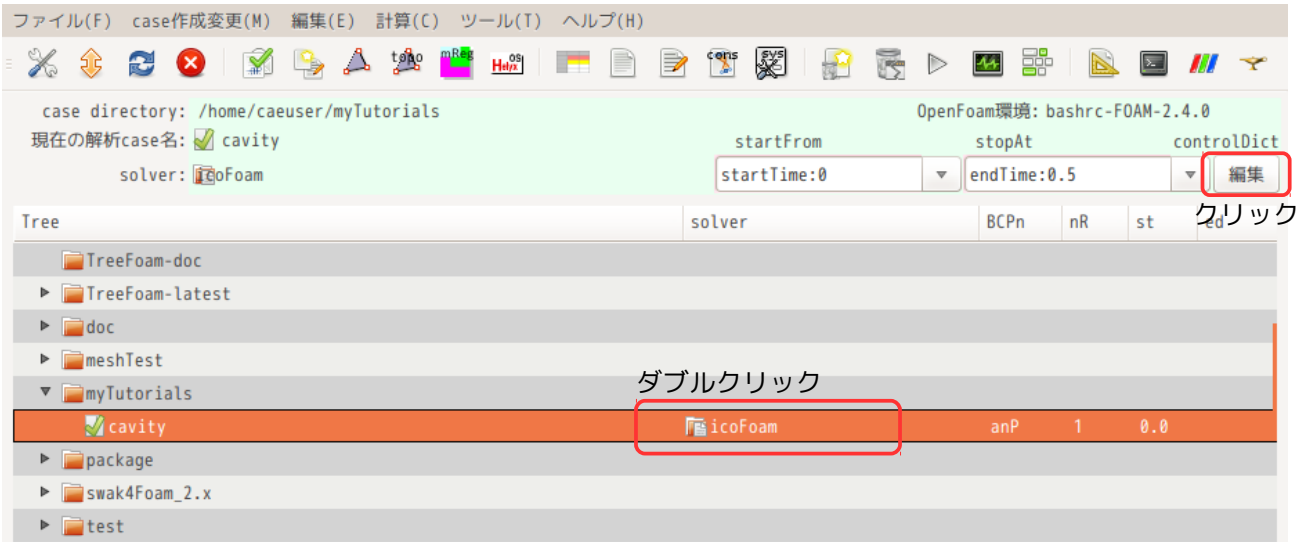 ファイル(F) case作成変更(M) 編集(E) 計算(C) ツール(T) ヘルプ(H)
topo mReg OS Helyx cons sys
case directory: /home/caeuser/myTutorials OpenFoam環境: bashrc-FOAM-2.4.0
現在の解析case名: cavity startFrom stopAt controlDict
solver: icoFoam startTime:0 endTime:0.5 編集
クリック
Tree solver BCPn nR st ed
TreeFoam-doc
TreeFoam-latest
doc
meshTest
myTutorials
ダブルクリック
cavity icoFoam anP 1 0.0
package
swak4Foam_2.x
test